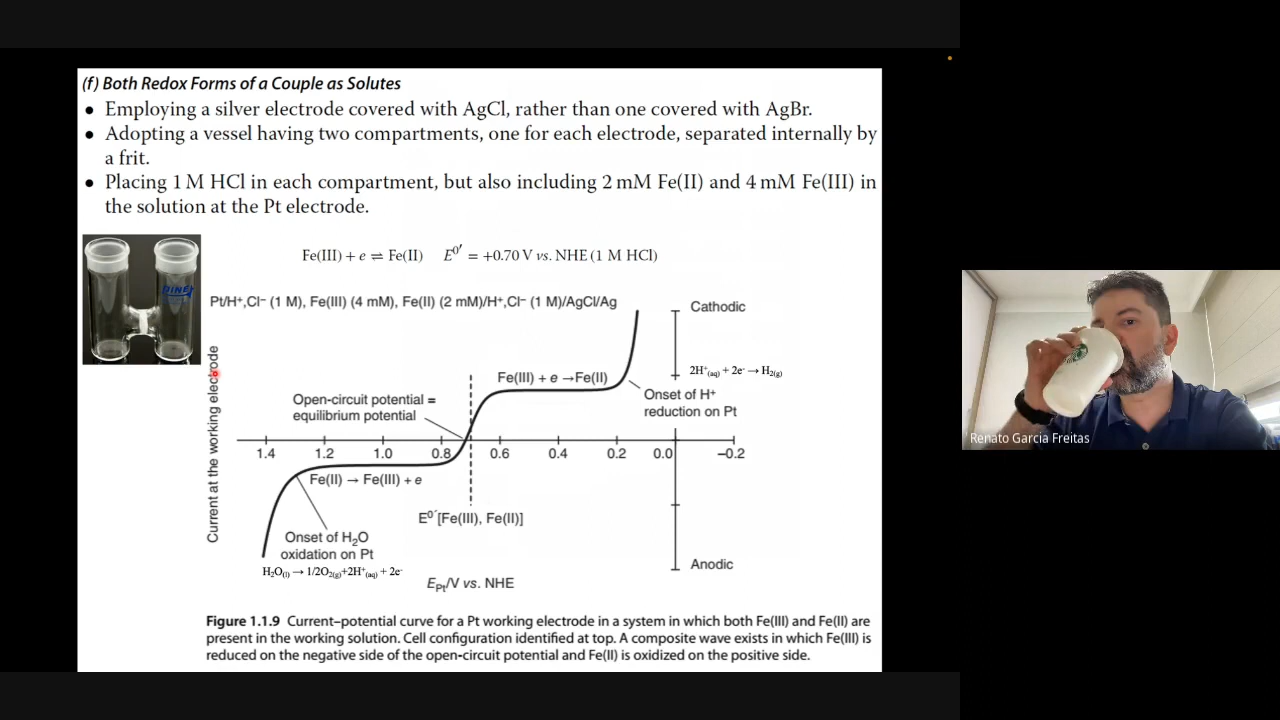 (f) Both Redox Forms of a Couple as Solutes
● Employing a silver electrode covered with AgCl, rather than one covered with AgBr.
● Adopting a vessel having two compartments, one for each electrode, separated internally by
a frit.
● Placing 1 M HCl in each compartment, but also including 2 mM Fe(II) and 4 mM Fe(III) in
the solution at the Pt electrode.
Fe(III) + e ⇌ Fe(II) E⁰′ = +0.70 V vs. NHE (1 M HCl)
DINE
Pt/H⁺,Cl⁻ (1 M), Fe(III) (4 mM), Fe(II) (2 mM)/H⁺,Cl⁻ (1 M)/AgCl/Ag
Cathodic
2H⁺(aq) + 2e⁻ → H₂(g)
Fe(III) + e →Fe(II)
Onset of H⁺
reduction on Pt
Open-circuit potential =
equilibrium potential
Current at the working electrode
1.4 1.2 1.0 0.8 0.6 0.4 0.2 0.0 −0.2
Fe(II) → Fe(III) + e
E⁰′[Fe(III), Fe(II)]
Onset of H₂O
oxidation on Pt
H₂O(l) → 1/2O₂(g)+2H⁺(aq) + 2e⁻
Anodic
E_Pt/V vs. NHE
Figure 1.1.9 Current–potential curve for a Pt working electrode in a system in which both Fe(III) and Fe(II) are
present in the working solution. Cell configuration identified at top. A composite wave exists in which Fe(III) is
reduced on the negative side of the open-circuit potential and Fe(II) is oxidized on the positive side.
Renato Garcia Freitas